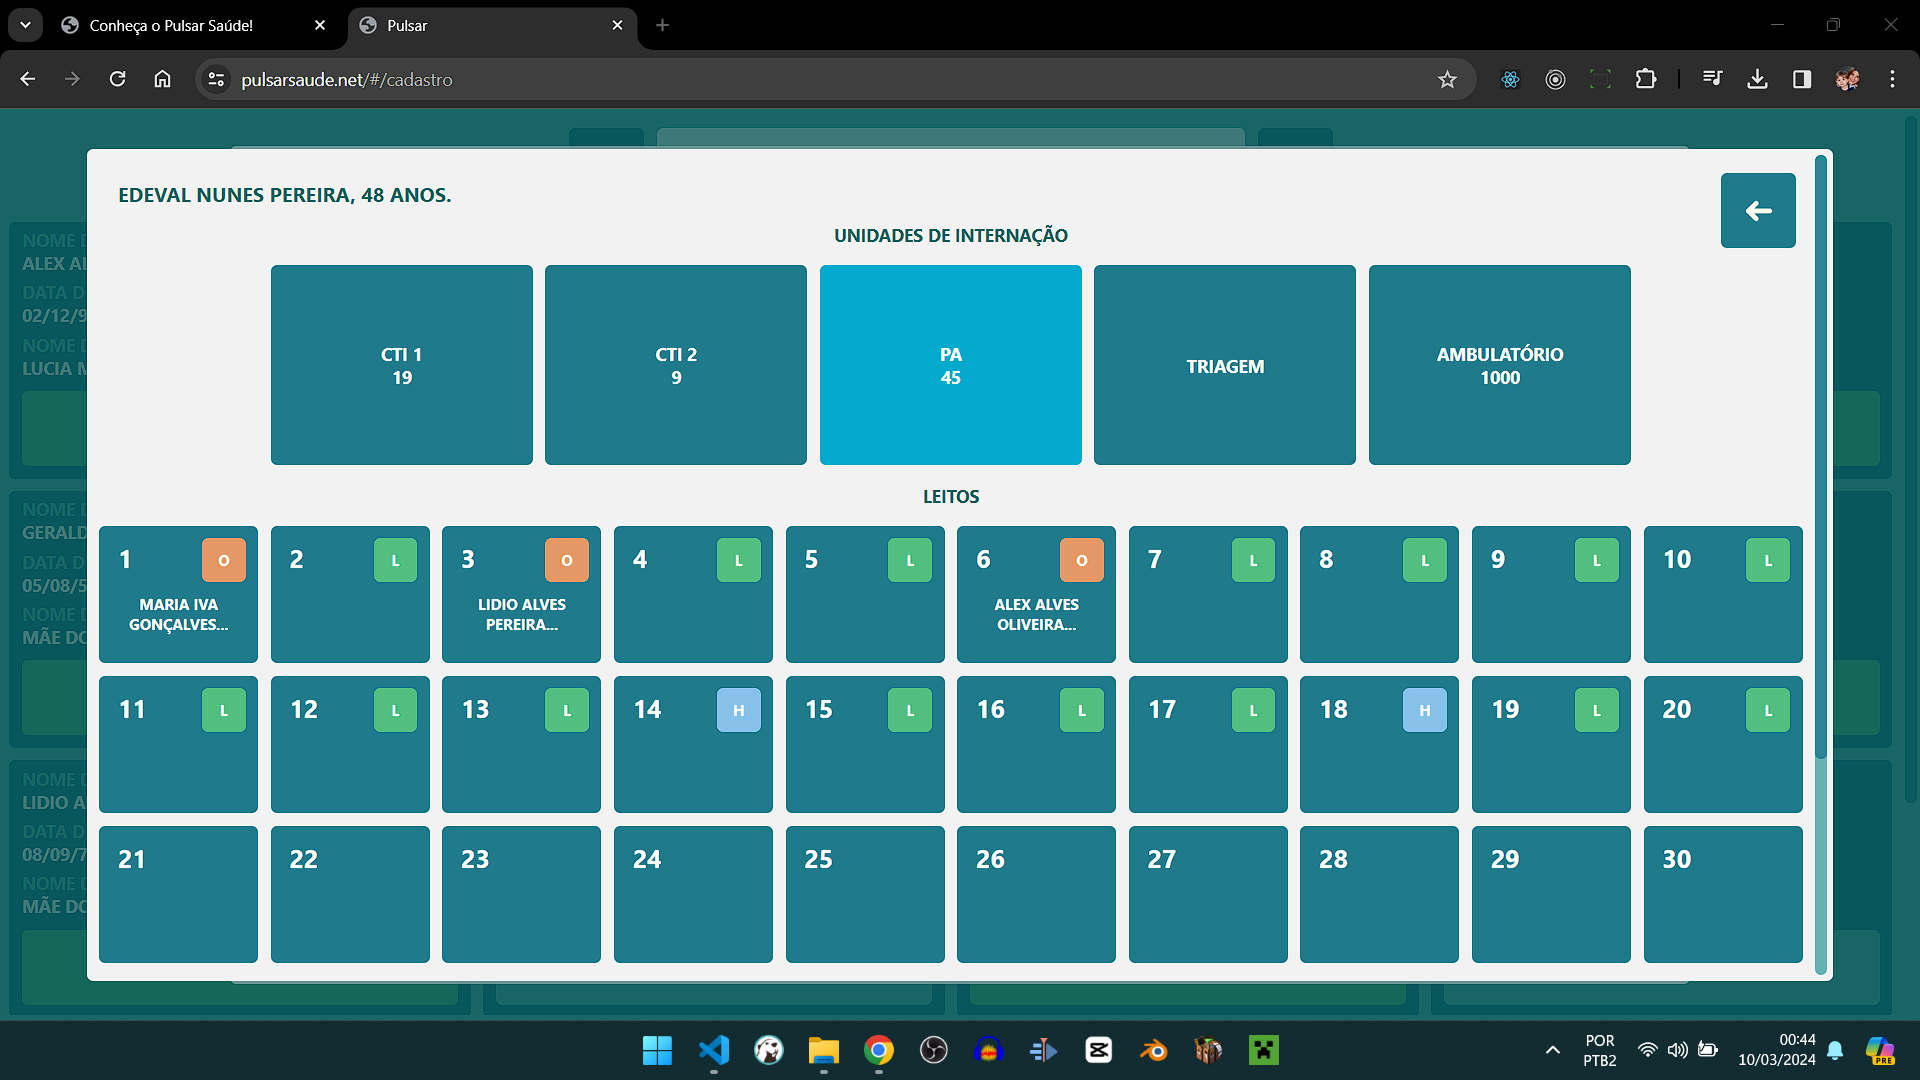 Conheça o Pulsar Saúde!
Pulsar
pulsarsaude.net/#/cadastro
EDEVAL NUNES PEREIRA, 48 ANOS.
UNIDADES DE INTERNAÇÃO
CTI 1
19
CTI 2
9
PA
45
TRIAGEM
AMBULATÓRIO
1000
LEITOS
1 O
MARIA IVA
GONÇALVES...
2 L
3 O
LIDIO ALVES
PEREIRA...
4 L
5 L
6 O
ALEX ALVES
OLIVEIRA...
7 L
8 L
9 L
10 L
11 L
12 L
13 L
14 H
15 L
16 L
17 L
18 H
19 L
20 L
21
22
23
24
25
26
27
28
29
30
NOME
ALEX
DATA
02/12/9
NOME
LUCIA
NOME
GERALD
DATA
05/08/5
NOME
MÃE
NOME
LIDIO
DATA
08/09/7
NOME
MÃE
POR
PTB2
00:44
10/03/2024
PRE